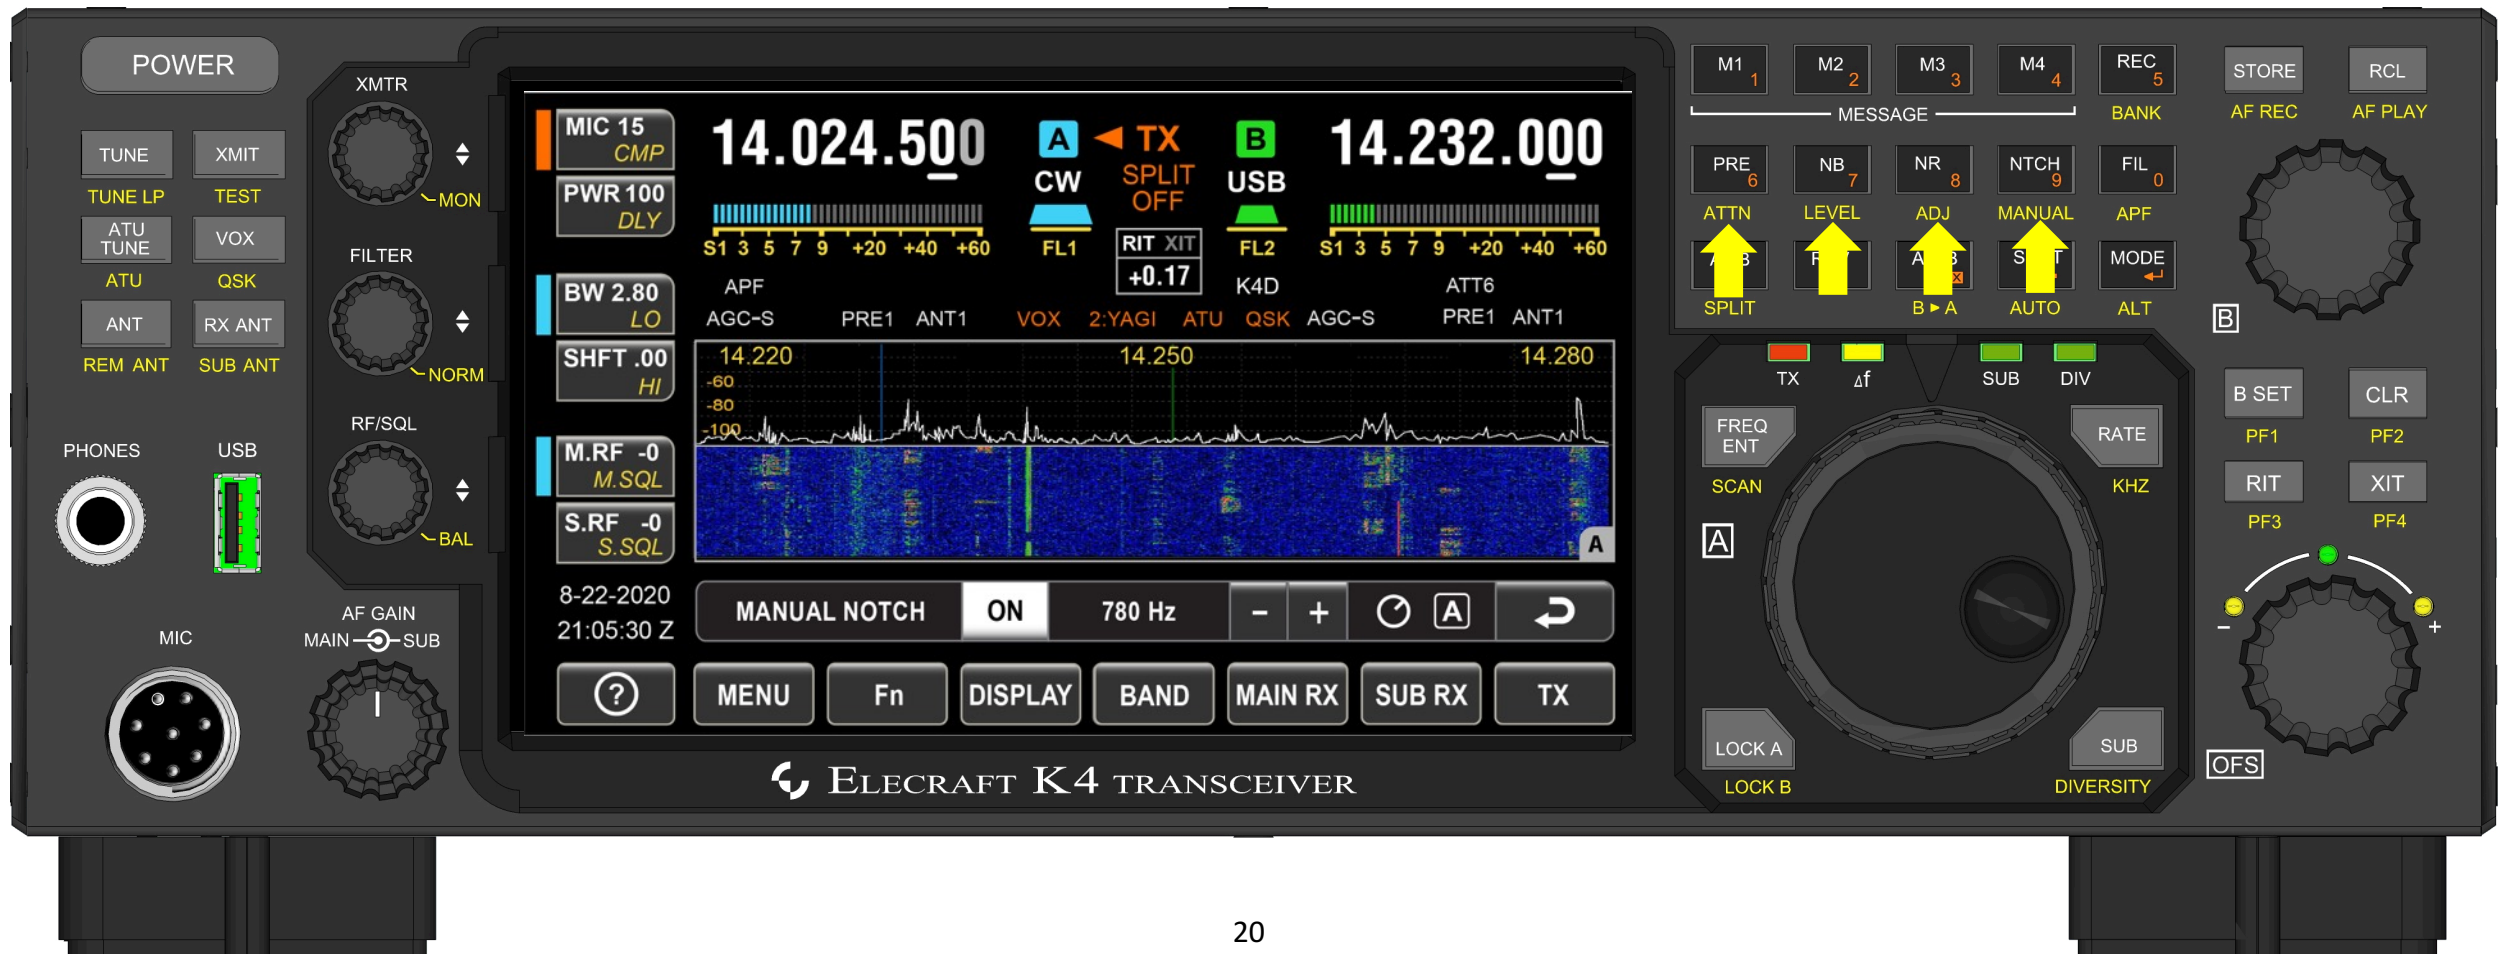 POWER
TUNE XMIT
TUNE LP TEST
ATU TUNE VOX
ATU QSK
ANT RX ANT
REM ANT SUB ANT
PHONES USB
MIC
XMTR
MON
FILTER
NORM
RF/SQL
BAL
AF GAIN
MAIN SUB
MIC 15
CMP
PWR 100
DLY
BW 2.80
LO
SHFT .00
HI
M.RF -0
M.SQL
S.RF -0
S.SQL
8-22-2020
21:05:30 Z
14.024.500 A TX B 14.232.000
CW SPLIT OFF USB
S1 3 5 7 9 +20 +40 +60 FL1 RIT XIT FL2 S1 3 5 7 9 +20 +40 +60
+0.17
APF K4D ATT6
AGC-S PRE1 ANT1 VOX 2:YAGI ATU QSK AGC-S PRE1 ANT1
14.220 14.250 14.280
-60
-80
-100
A
MANUAL NOTCH ON 780 Hz - + A
? MENU Fn DISPLAY BAND MAIN RX SUB RX TX
ELECRAFT K4 TRANSCEIVER
M1 1 M2 2 M3 3 M4 4 REC 5
MESSAGE BANK
PRE 6 NB 7 NR 8 NTCH 9 FIL 0
ATTN LEVEL ADJ MANUAL APF
MODE
SPLIT B ▸ A AUTO ALT
TX Δf SUB DIV
FREQ ENT RATE
SCAN KHZ
A
LOCK A SUB
LOCK B DIVERSITY
STORE RCL
AF REC AF PLAY
B
B SET CLR
PF1 PF2
RIT XIT
PF3 PF4
- +
OFS
20